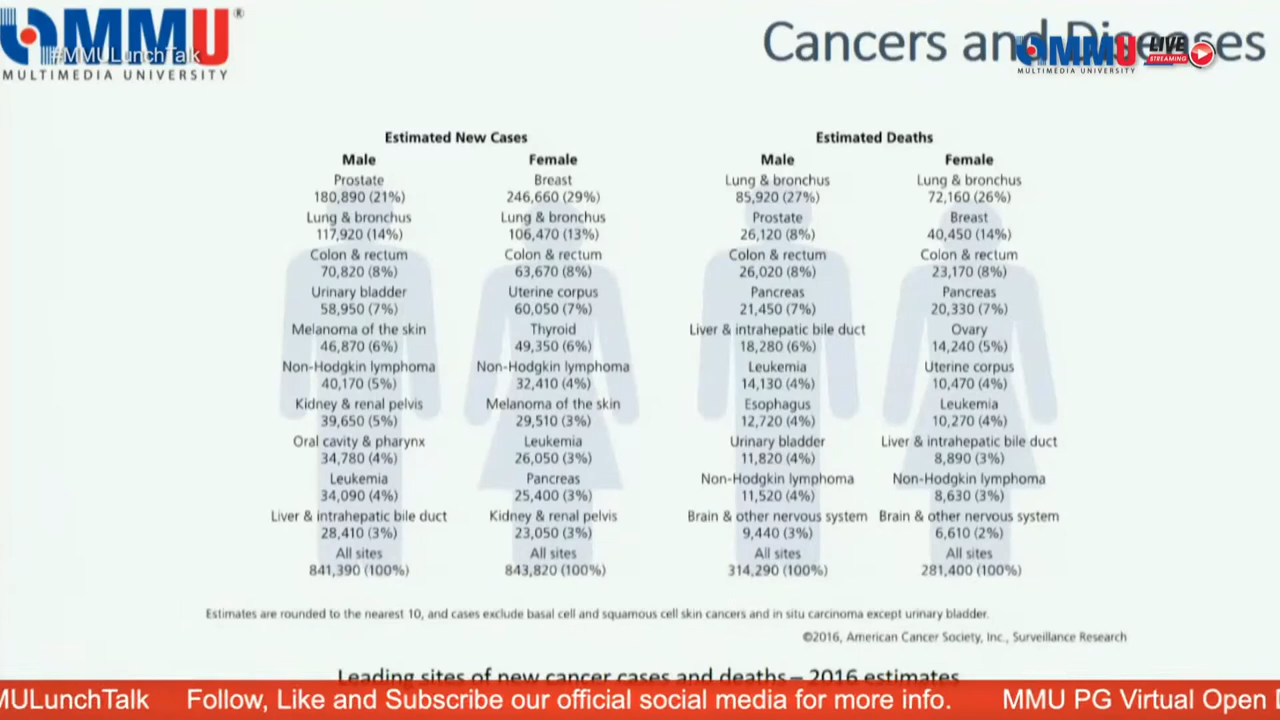 MMU®
#MMULunchTalk
MULTIMEDIA UNIVERSITY
Cancers and Diseases
MMU
MULTIMEDIA UNIVERSITY
LIVE
STREAMING
Estimated New Cases
Male
Prostate
180,890 (21%)
Lung & bronchus
117,920 (14%)
Colon & rectum
70,820 (8%)
Urinary bladder
58,950 (7%)
Melanoma of the skin
46,870 (6%)
Non-Hodgkin lymphoma
40,170 (5%)
Kidney & renal pelvis
39,650 (5%)
Oral cavity & pharynx
34,780 (4%)
Leukemia
34,090 (4%)
Liver & intrahepatic bile duct
28,410 (3%)
All sites
841,390 (100%)
Female
Breast
246,660 (29%)
Lung & bronchus
106,470 (13%)
Colon & rectum
63,670 (8%)
Uterine corpus
60,050 (7%)
Thyroid
49,350 (6%)
Non-Hodgkin lymphoma
32,410 (4%)
Melanoma of the skin
29,510 (3%)
Leukemia
26,050 (3%)
Pancreas
25,400 (3%)
Kidney & renal pelvis
23,050 (3%)
All sites
843,820 (100%)
Estimated Deaths
Male
Lung & bronchus
85,920 (27%)
Prostate
26,120 (8%)
Colon & rectum
26,020 (8%)
Pancreas
21,450 (7%)
Liver & intrahepatic bile duct
18,280 (6%)
Leukemia
14,130 (4%)
Esophagus
12,720 (4%)
Urinary bladder
11,820 (4%)
Non-Hodgkin lymphoma
11,520 (4%)
Brain & other nervous system
9,440 (3%)
All sites
314,290 (100%)
Female
Lung & bronchus
72,160 (26%)
Breast
40,450 (14%)
Colon & rectum
23,170 (8%)
Pancreas
20,330 (7%)
Ovary
14,240 (5%)
Uterine corpus
10,470 (4%)
Leukemia
10,270 (4%)
Liver & intrahepatic bile duct
8,890 (3%)
Non-Hodgkin lymphoma
8,630 (3%)
Brain & other nervous system
6,610 (2%)
All sites
281,400 (100%)
Estimates are rounded to the nearest 10, and cases exclude basal cell and squamous cell skin cancers and in situ carcinoma except urinary bladder.
©2016, American Cancer Society, Inc., Surveillance Research
Leading sites of new cancer cases and deaths – 2016 estimates
MULunchTalk Follow, Like and Subscribe our official social media for more info. MMU PG Virtual Open